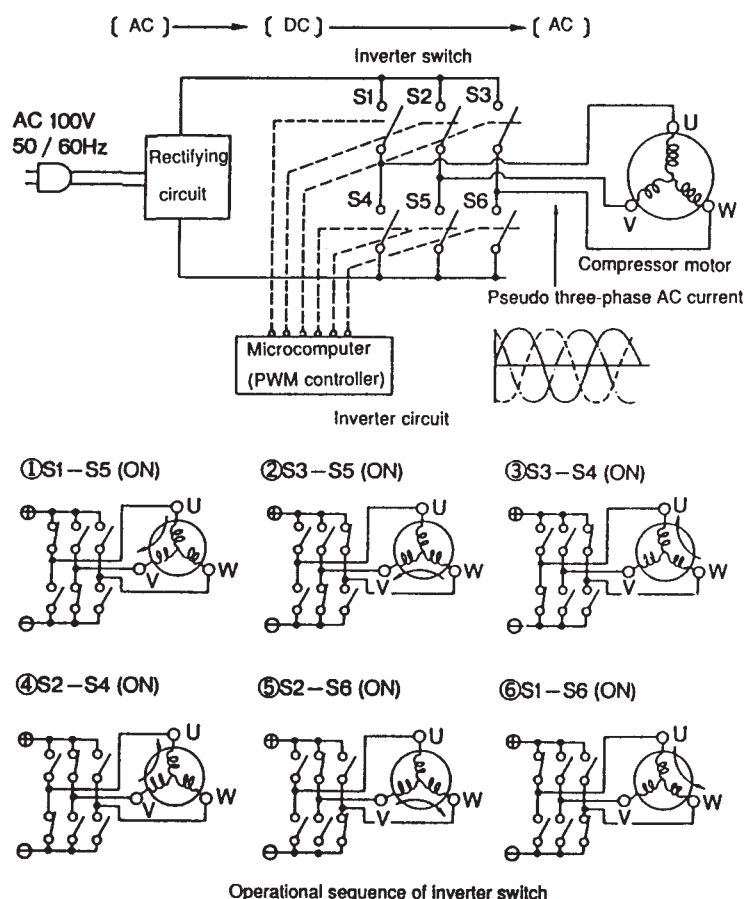 [ AC ] [ DC ] [ AC ]
Inverter switch
S1 S2 S3
AC 100V
50 / 60Hz
Rectifying
circuit
U
S4 S5 S6
V W
Compressor motor
Pseudo three-phase AC current
Microcomputer
(PWM controller)
Inverter circuit
①S1－S5 (ON) ②S3－S5 (ON) ③S3－S4 (ON)
⊕ U ⊕ U ⊕ U
V W V W V W
⊖ ⊖ ⊖
④S2－S4 (ON) ⑤S2－S6 (ON) ⑥S1－S6 (ON)
⊕ U ⊕ U ⊕ U
V W V W V W
⊖ ⊖ ⊖
Operational sequence of inverter switch